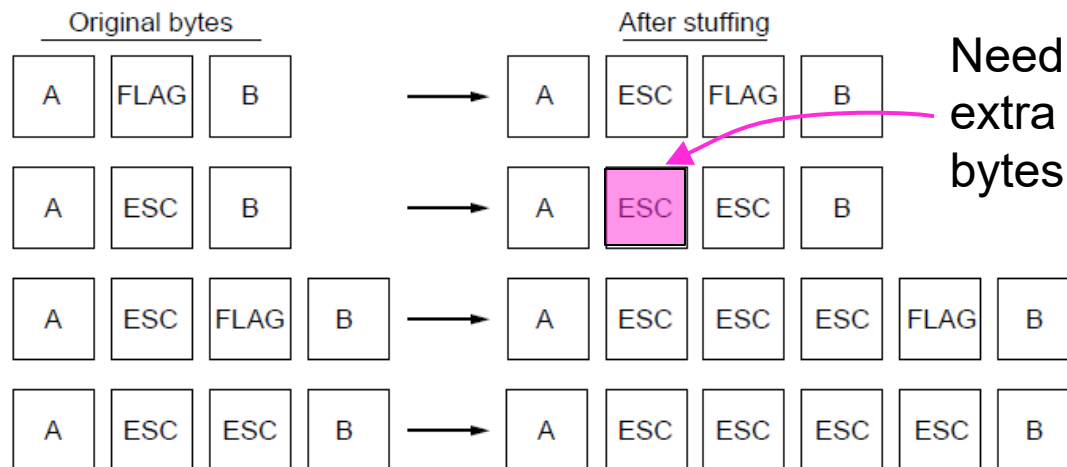 Original bytes After stuffing
Need
extra
bytes
A FLAG B A ESC FLAG B
A ESC B A ESC ESC B
A ESC FLAG B A ESC ESC ESC FLAG B
A ESC ESC B A ESC ESC ESC ESC B